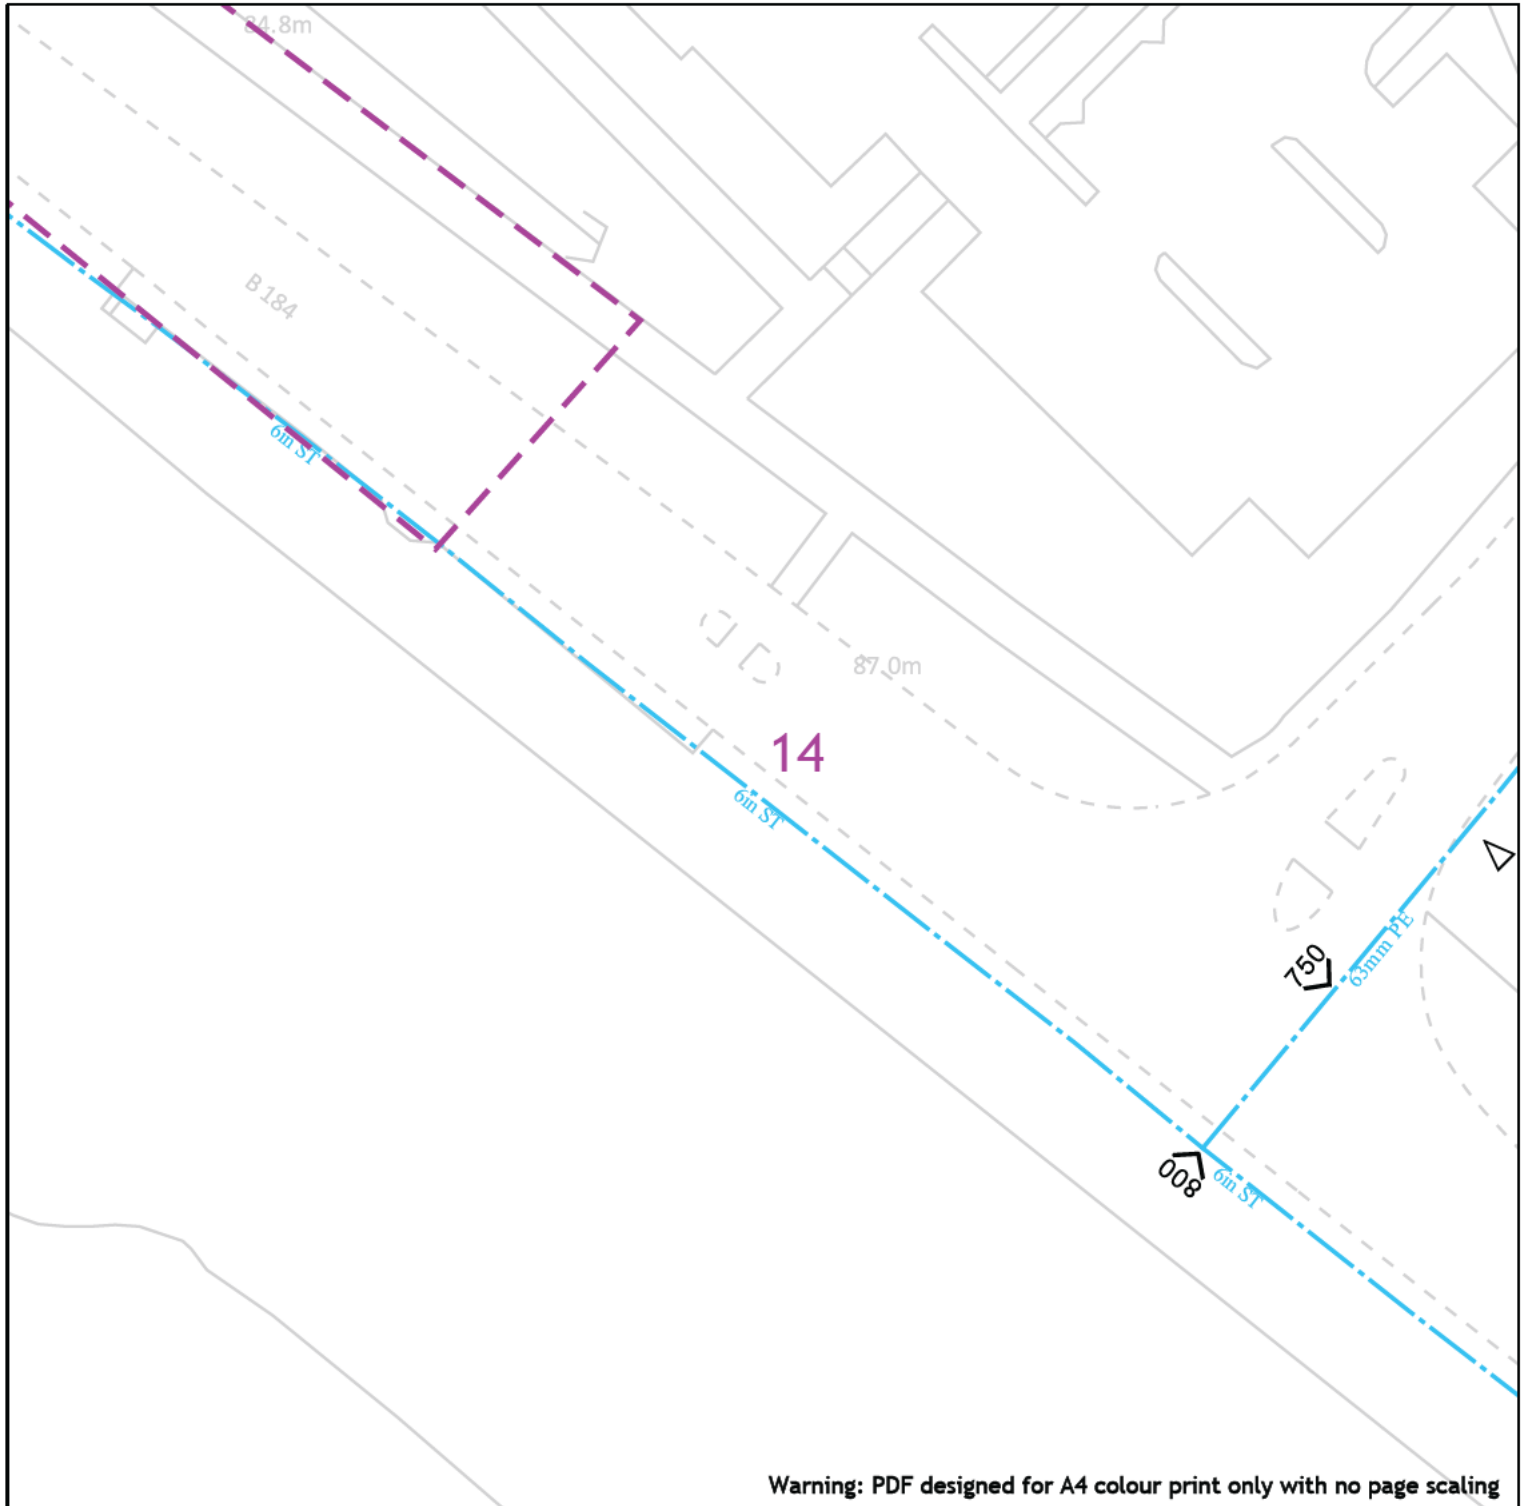 84.8m
B 184
6in ST
87.0m
14
6in ST
750
63mm PE
800
6in ST
Warning: PDF designed for A4 colour print only with no page scaling